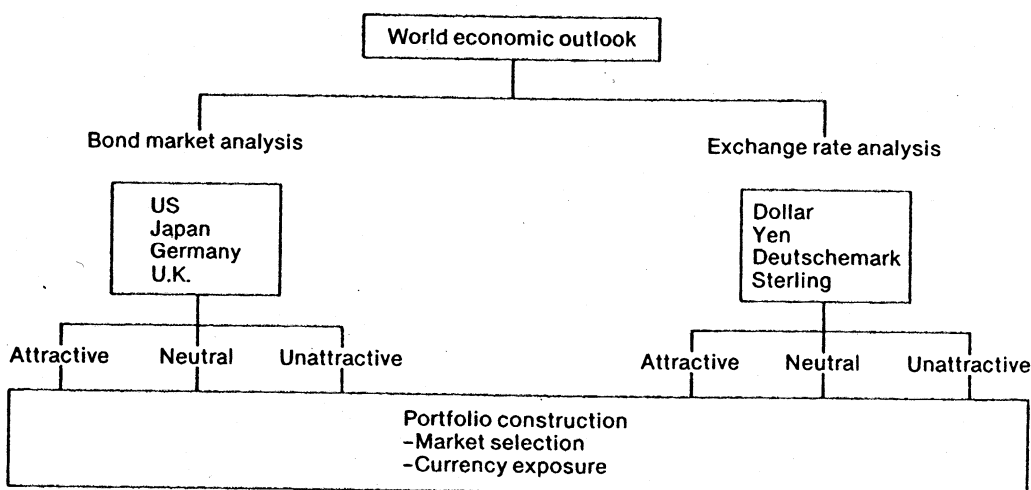 World economic outlook
Bond market analysis
Exchange rate analysis
US
Japan
Germany
U.K.
Dollar
Yen
Deutschemark
Sterling
Attractive Neutral Unattractive
Attractive Neutral Unattractive
Portfolio construction
-Market selection
-Currency exposure